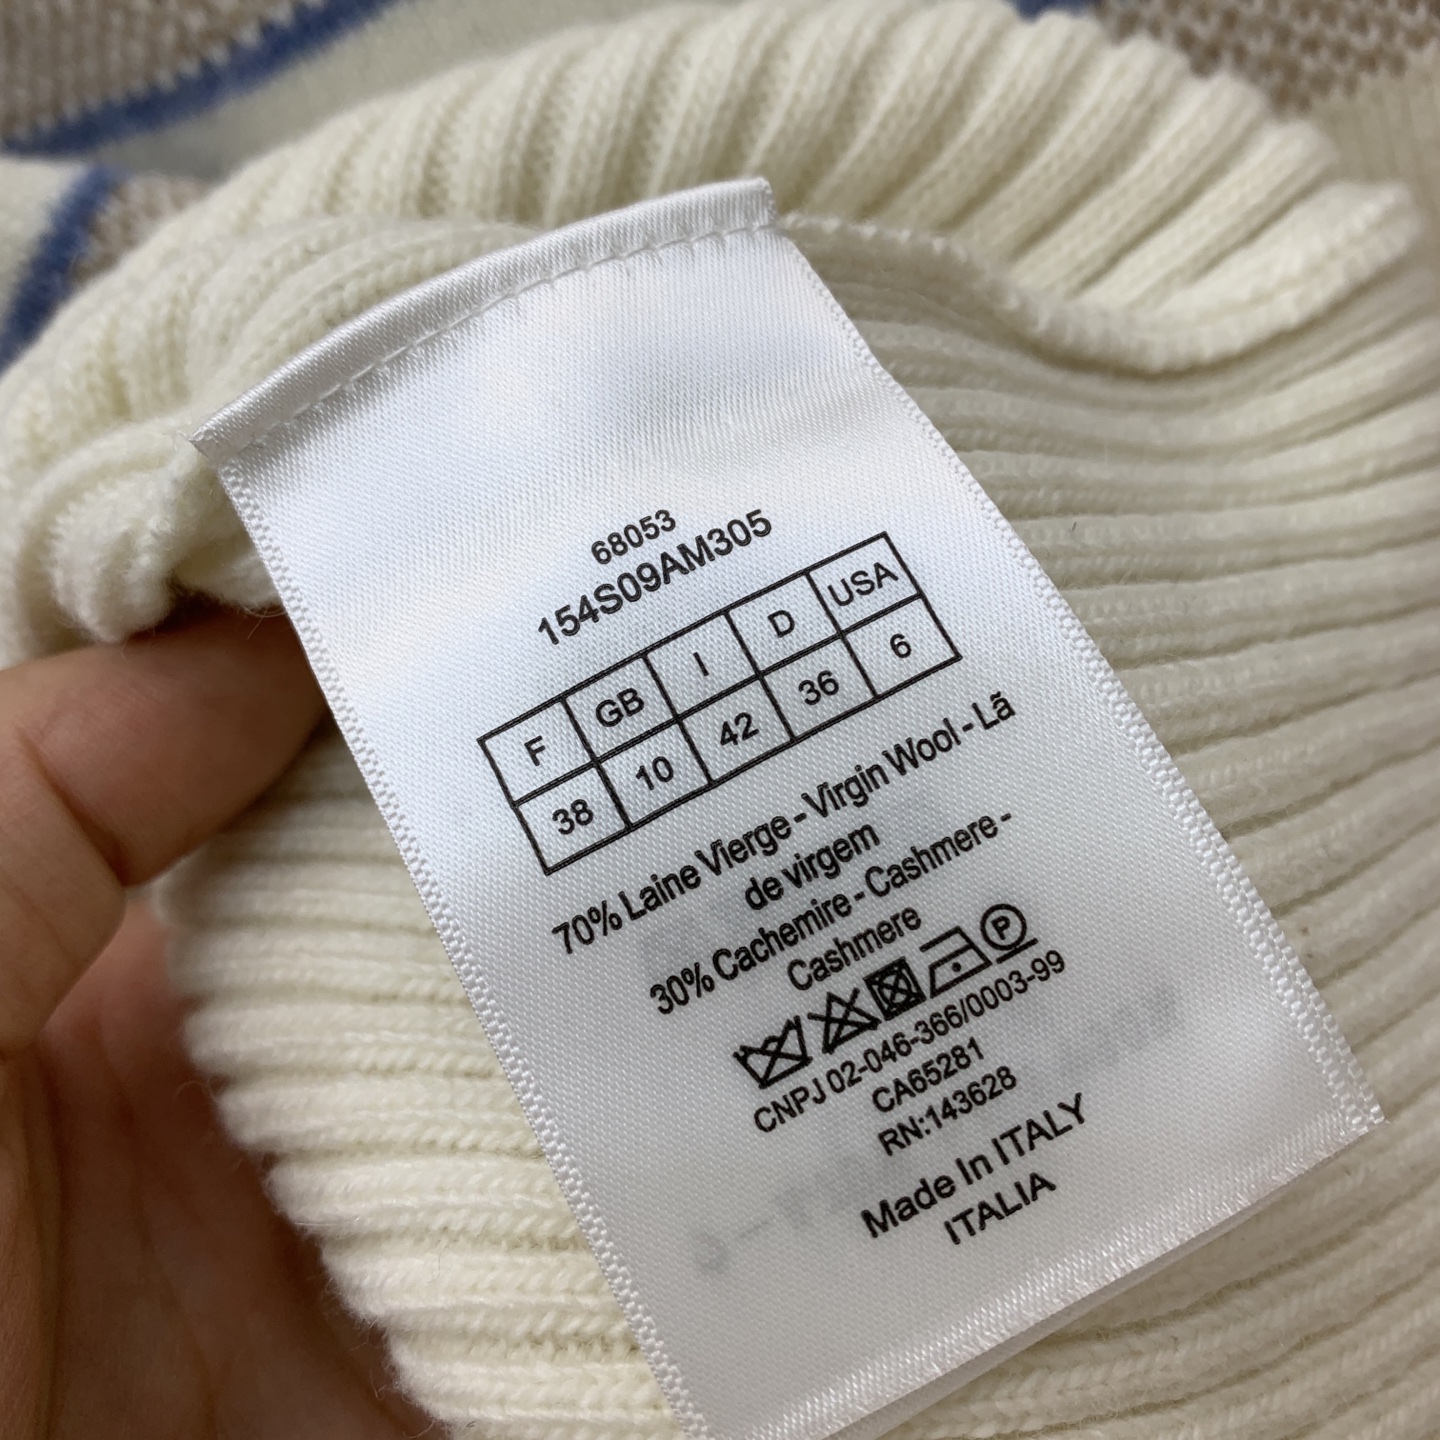 68053
154S09AM305
F GB I D USA
38 10 42 36 6
70% Laine Vierge - Virgin Wool - Lã
de virgem
30% Cachemire - Cashmere -
Cashmere
P
CNPJ 02-046-366/0003-99
CA65281
RN:143628
Made In ITALY
ITALIA